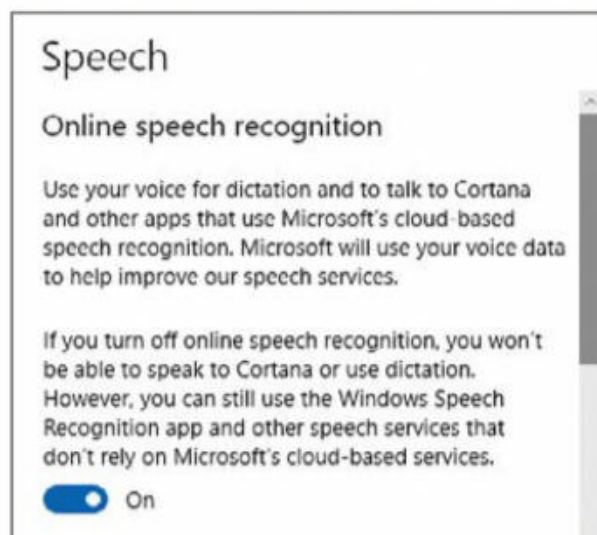 Speech
Online speech recognition
Use your voice for dictation and to talk to Cortana
and other apps that use Microsoft's cloud-based
speech recognition. Microsoft will use your voice data
to help improve our speech services.
If you turn off online speech recognition, you won't
be able to speak to Cortana or use dictation.
However, you can still use the Windows Speech
Recognition app and other speech services that
don't rely on Microsoft's cloud-based services.
On